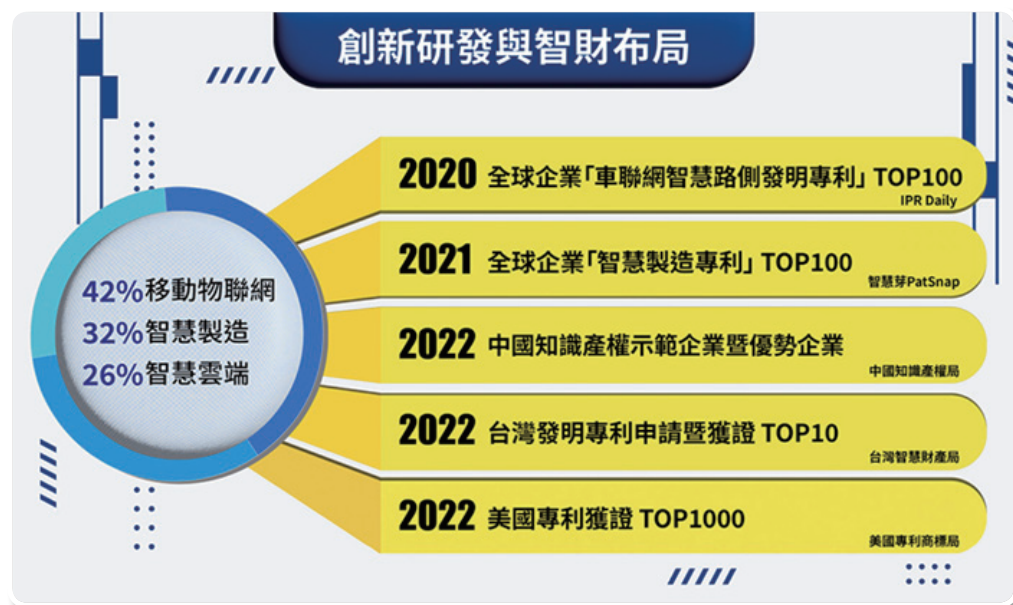 創新研發與智財布局
42%移動物聯網
32%智慧製造
26%智慧雲端
2020 全球企業「車聯網智慧路側發明專利」TOP100
IPR Daily
2021 全球企業「智慧製造專利」TOP100
智慧芽PatSnap
2022 中國知識產權示範企業暨優勢企業
中國知識產權局
2022 台灣發明專利申請暨獲證 TOP10
台灣智慧財產局
2022 美國專利獲證 TOP1000
美國專利商標局